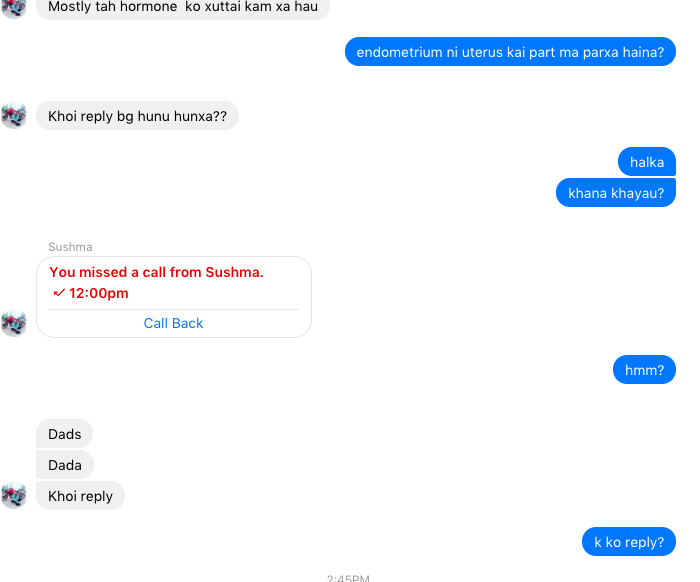 Mostly tah hormone ko xuttai kam xa hau
endometrium ni uterus kai part ma parxa haina?
Khoi reply bg hunu hunxa??
halka
khana khayau?
Sushma
You missed a call from Sushma.
12:00pm
Call Back
hmm?
Dads
Dada
Khoi reply
k ko reply?
2:45PM